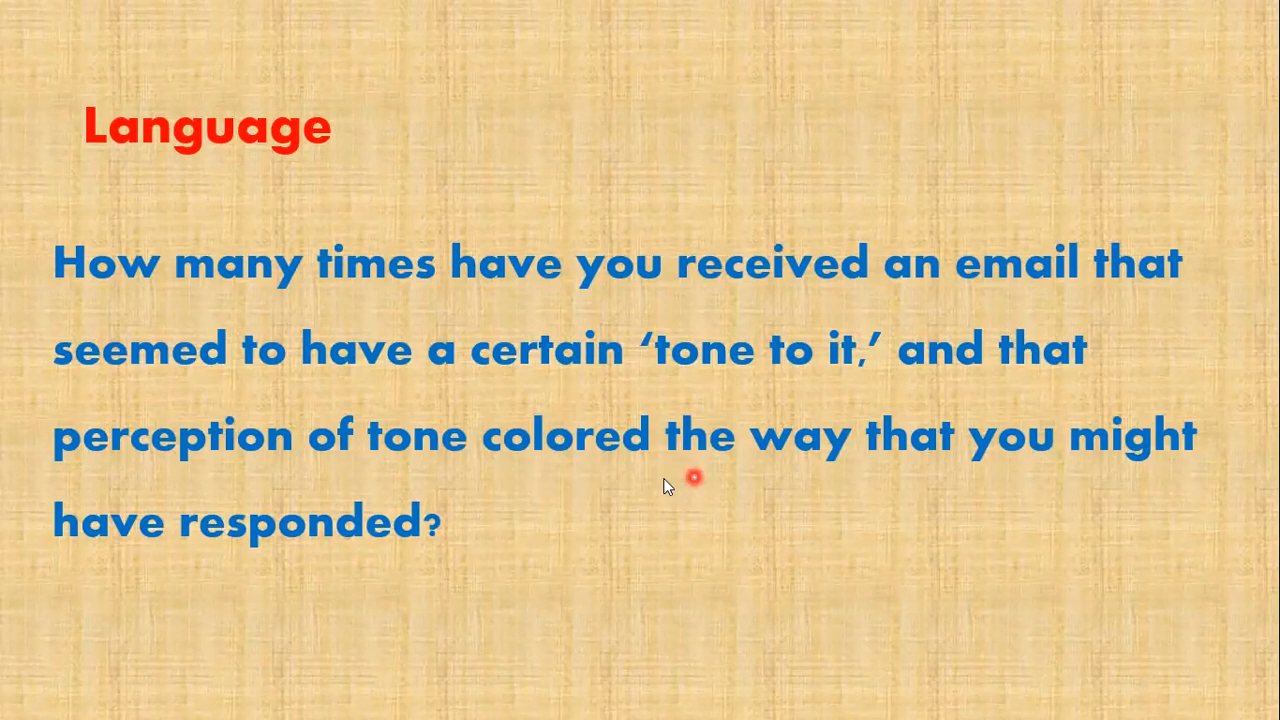 Language
How many times have you received an email that
seemed to have a certain ‘tone to it,’ and that
perception of tone colored the way that you might
have responded?